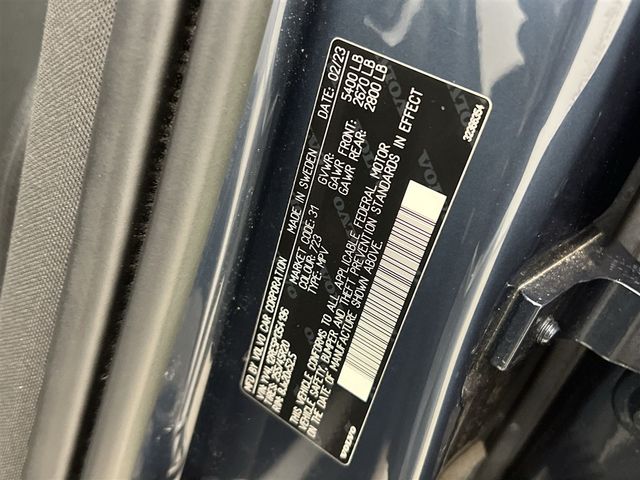 MFD BY VOLVO CAR CORPORATION
MADE IN SWEDEN
DATE: 02/23
GVWR: 5400 LB
GAWR FRONT: 2670 LB
GAWR REAR: 2800 LB
MARKET CODE: 31
COLOUR: 723
TYPE: MPV
THIS VEHICLE CONFORMS TO ALL APPLICABLE FEDERAL MOTOR
VEHICLE SAFETY, BUMPER AND THEFT PREVENTION STANDARDS IN EFFECT
ON THE DATE OF MANUFACTURE SHOWN ABOVE.
VOLVO